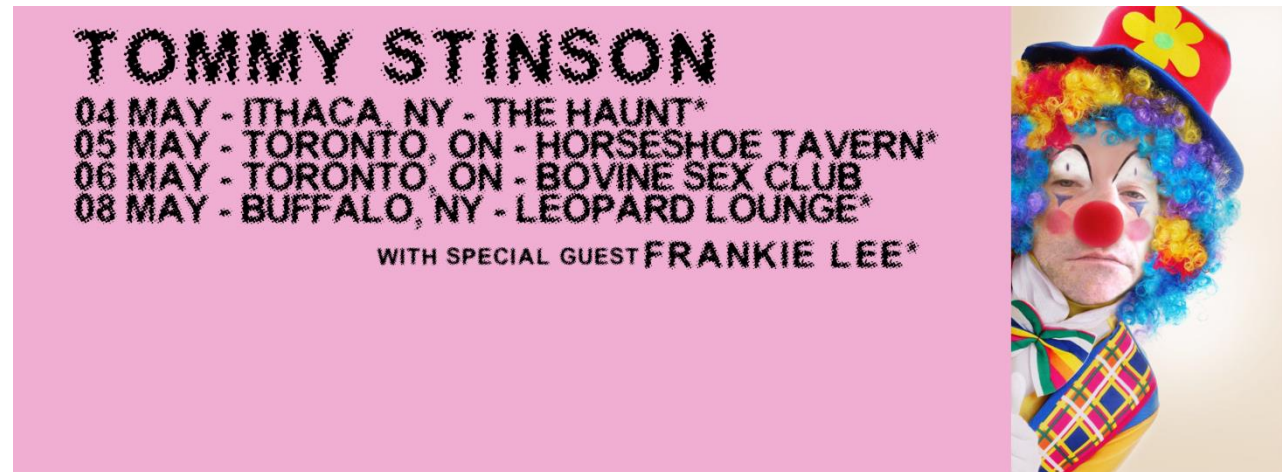 TOMMY STINSON
04 MAY - ITHACA, NY - THE HAUNT*
05 MAY - TORONTO, ON - HORSESHOE TAVERN*
06 MAY - TORONTO, ON - BOVINE SEX CLUB
08 MAY - BUFFALO, NY - LEOPARD LOUNGE*
WITH SPECIAL GUEST FRANKIE LEE*